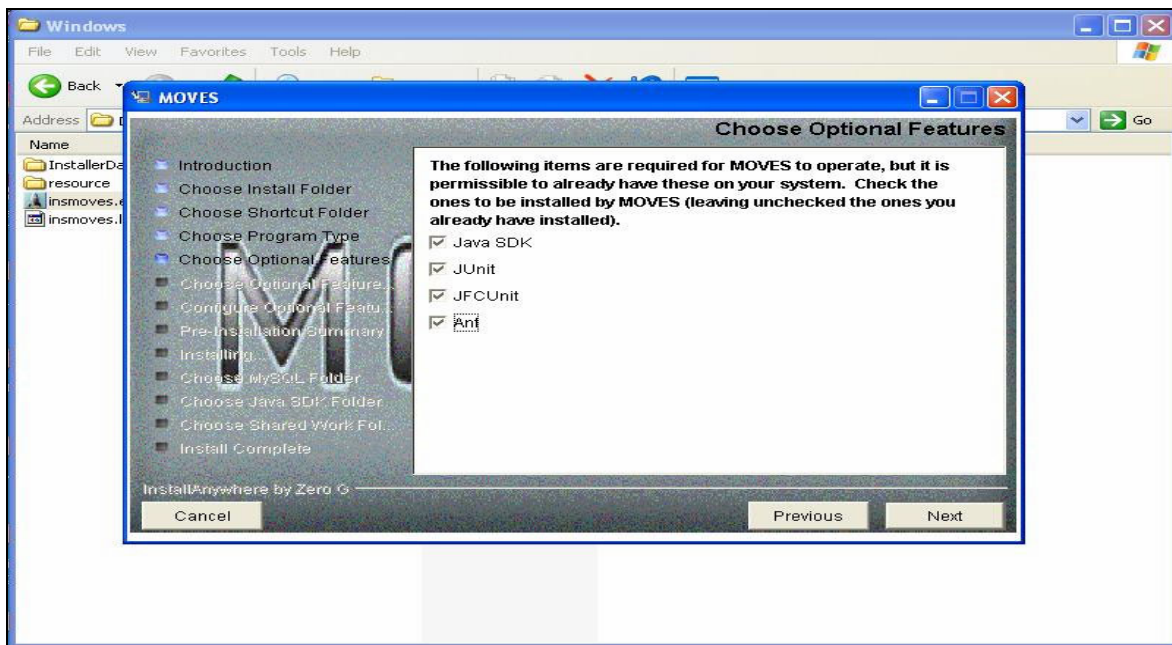 Windows
File Edit View Favorites Tools Help
Back
MOVES
Address
Go
Choose Optional Features
Name
InstallerDa
resource
insmoves.e
insmoves.l
Introduction
Choose Install Folder
Choose Shortcut Folder
Choose Program Type
Choose Optional Features
Choose Optional Feature...
Configure Optional Featu...
Pre-Installation Summary
Installing...
Choose MySQL Folder
Choose Java SDK Folder
Choose Shared Work Fol...
Install Complete
The following items are required for MOVES to operate, but it is
permissible to already have these on your system. Check the
ones to be installed by MOVES (leaving unchecked the ones you
already have installed).
Java SDK
JUnit
JFCUnit
Ant
InstallAnywhere by Zero G
Cancel
Previous Next